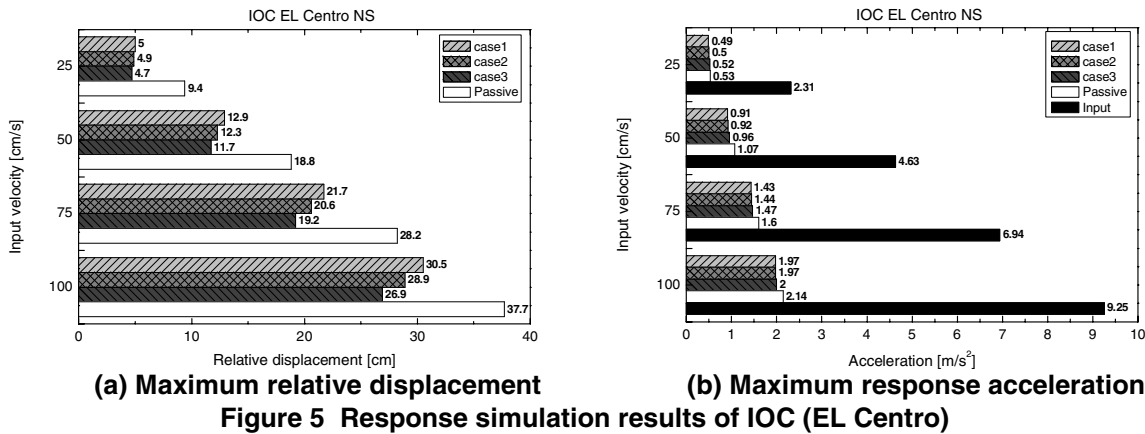 IOC EL Centro NS
case1
case2
case3
Passive
5
4.9
4.7
9.4
12.9
12.3
11.7
18.8
21.7
20.6
19.2
28.2
30.5
28.9
26.9
37.7
25
50
75
100
Input velocity [cm/s]
0 10 20 30 40
Relative displacement [cm]
(a) Maximum relative displacement
IOC EL Centro NS
case1
case2
case3
Passive
Input
0.49
0.5
0.52
0.53
2.31
0.91
0.92
0.96
1.07
4.63
1.43
1.44
1.47
1.6
6.94
1.97
1.97
2
2.14
9.25
25
50
75
100
Input velocity [cm/s]
0 1 2 3 4 5 6 7 8 9 10
Acceleration [m/s²]
(b) Maximum response acceleration
Figure 5 Response simulation results of IOC (EL Centro)